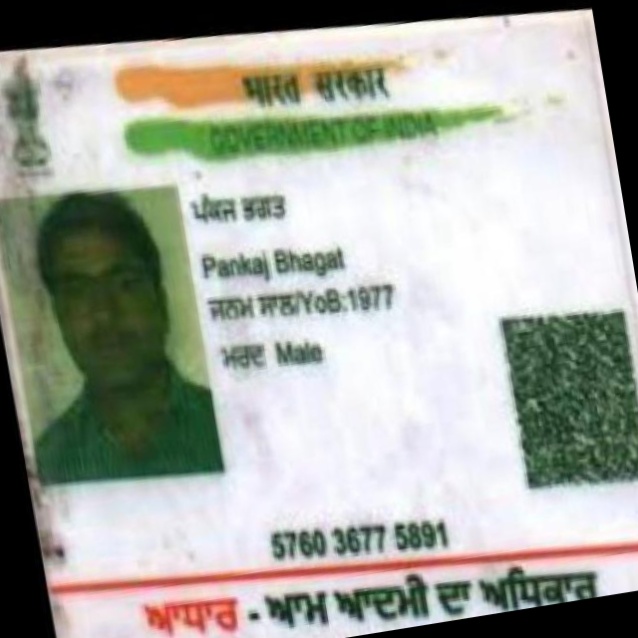 भारत सरकार
GOVERNMENT OF INDIA
ਪੰਕਜ ਭਗਤ
Pankaj Bhagat
ਜਨਮ ਸਾਲ/YoB:1977
ਮਰਦ Male
5760 3677 5891
ਆਧਾਰ - ਆਮ ਆਦਮੀ ਦਾ ਅਧਿਕਾਰ